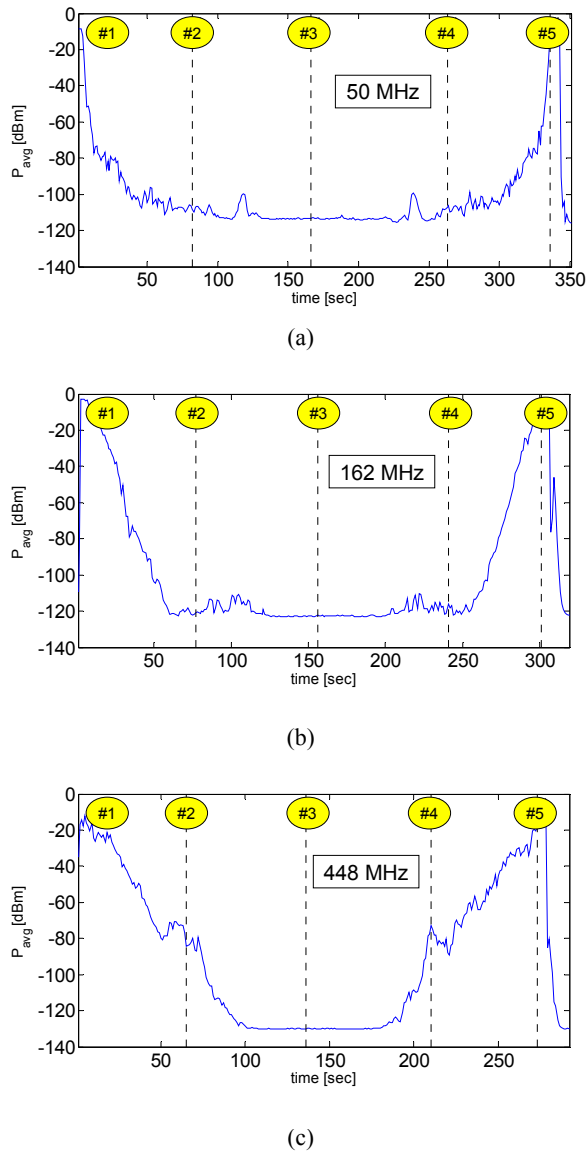 #1 #2 #3 #4 #5
50 MHz
P_avg [dBm]
0
-20
-40
-60
-80
-100
-120
-140
50 100 150 200 250 300 350
time [sec]
(a)
#1 #2 #3 #4 #5
162 MHz
P_avg [dBm]
0
-20
-40
-60
-80
-100
-120
-140
50 100 150 200 250 300
time [sec]
(b)
#1 #2 #3 #4 #5
448 MHz
P_avg [dBm]
0
-20
-40
-60
-80
-100
-120
-140
50 100 150 200 250
time [sec]
(c)